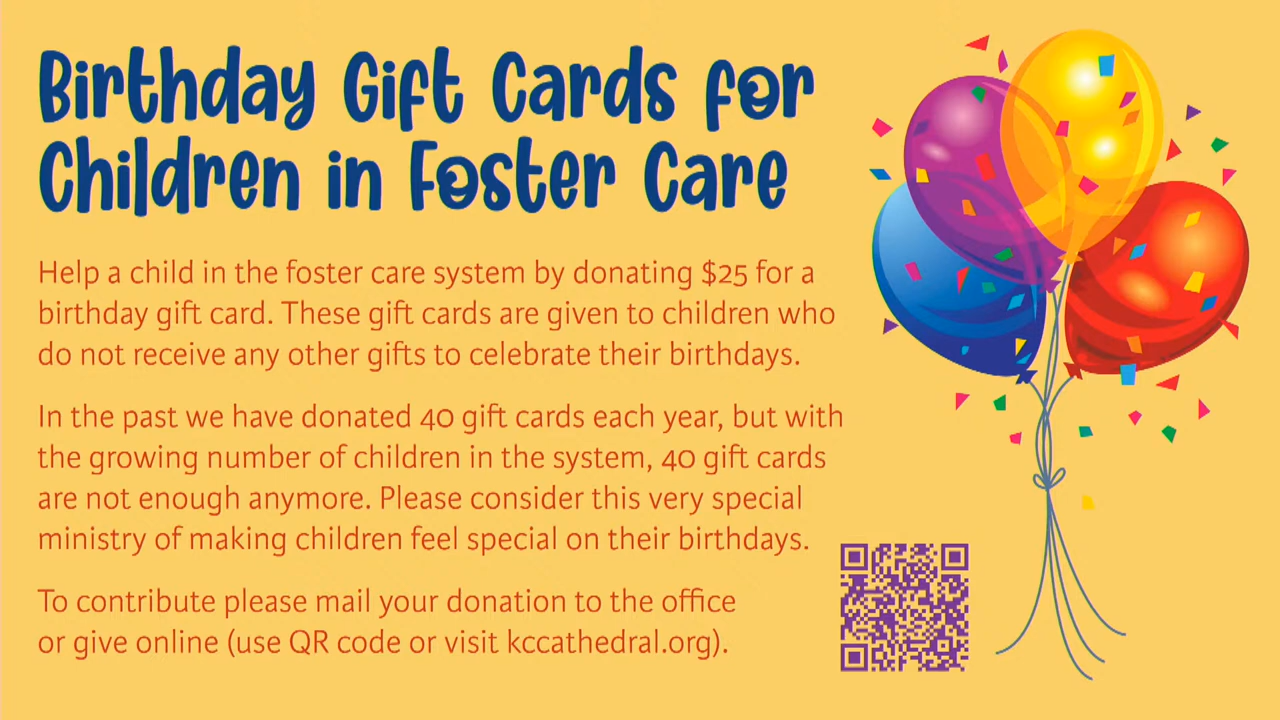 Birthday Gift Cards for
Children in Foster Care
Help a child in the foster care system by donating $25 for a
birthday gift card. These gift cards are given to children who
do not receive any other gifts to celebrate their birthdays.
In the past we have donated 40 gift cards each year, but with
the growing number of children in the system, 40 gift cards
are not enough anymore. Please consider this very special
ministry of making children feel special on their birthdays.
To contribute please mail your donation to the office
or give online (use QR code or visit kccathedral.org).